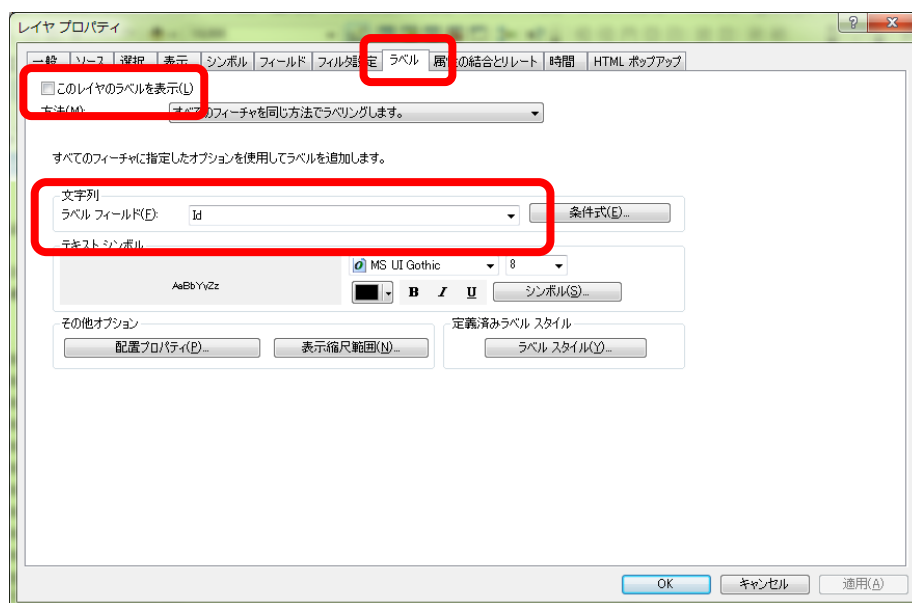 レイヤ プロパティ
一般 ソース 選択 表示 シンボル フィールド フィルタ設定 ラベル 属性の結合とリレート 時間 HTML ポップアップ
このレイヤのラベルを表示(L)
方法(M): すべてのフィーチャを同じ方法でラベリングします。
すべてのフィーチャに指定したオプションを使用してラベルを追加します。
文字列
ラベル フィールド(F): Id 条件式(E)...
テキスト シンボル
AaBbYyZz MS UI Gothic 8
B I U シンボル(S)...
その他オプション 定義済みラベル スタイル
配置プロパティ(P)... 表示縮尺範囲(N)... ラベル スタイル(Y)...
OK キャンセル 適用(A)